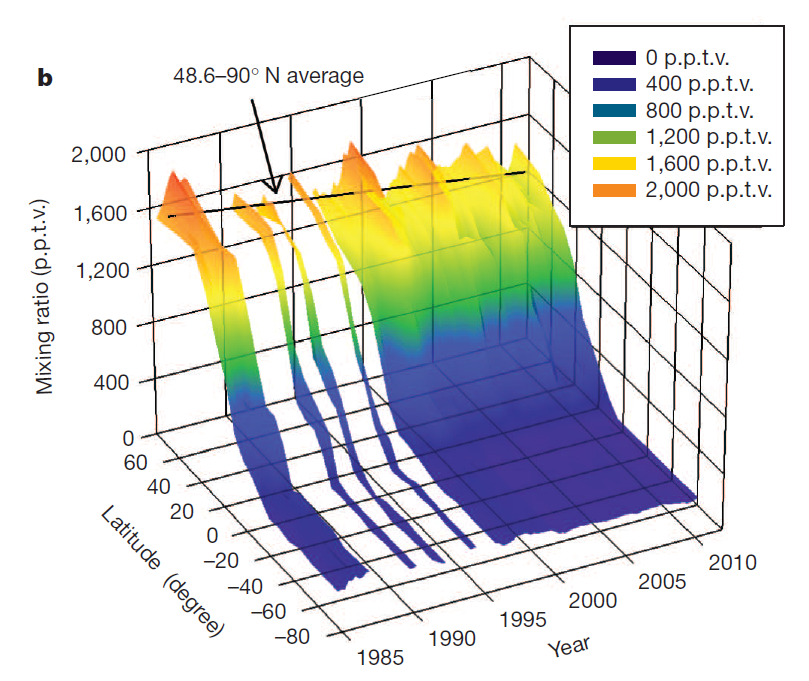 b
48.6–90° N average
0 p.p.t.v.
400 p.p.t.v.
800 p.p.t.v.
1,200 p.p.t.v.
1,600 p.p.t.v.
2,000 p.p.t.v.
Mixing ratio (p.p.t.v.)
2,000
1,600
1,200
800
400
0
60
40
20
0
–20
–40
–60
–80
Latitude (degree)
1985
1990
1995
2000
2005
2010
Year